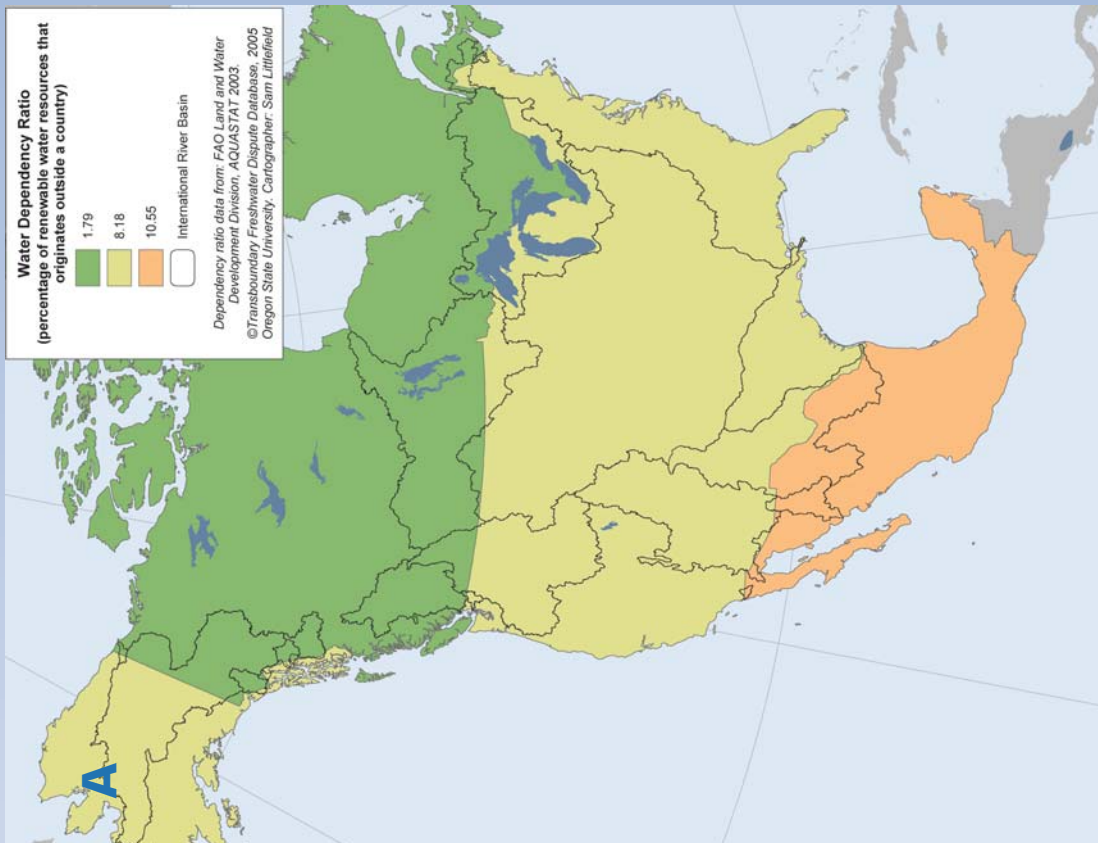 Water Dependency Ratio
(percentage of renewable water resources that
originates outside a country)
1.79
8.18
10.55
International River Basin
Dependency ratio data from: FAO Land and Water
Development Division, AQUASTAT 2003.
©Transboundary Freshwater Dispute Database, 2005
Oregon State University. Cartographer: Sam Littlefield
A